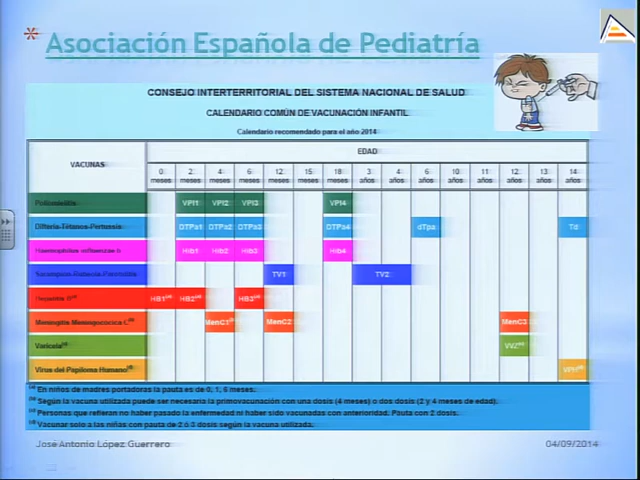 * Asociación Española de Pediatría
CONSEJO INTERTERRITORIAL DEL SISTEMA NACIONAL DE SALUD
CALENDARIO COMÚN DE VACUNACIÓN INFANTIL
Calendario recomendado para el año 2014
VACUNAS
EDAD
0 meses 2 meses 4 meses 6 meses 12 meses 15 meses 18 meses 3 años 4 años 6 años 10 años 11 años 12 años 13 años 14 años
Poliomielitis VPI1 VPI2 VPI3 VPI4
Difteria-Tétanos-Pertussis DTPa1 DTPa2 DTPa3 DTPa4 dTpa Td
Haemophilus influenzae b Hib1 Hib2 Hib3 Hib4
Sarampión-Rubeola-Parotiditis TV1 TV2
Hepatitis B(a) HB1(a) HB2(a) HB3(a)
Meningitis Meningocócica C(b) MenC1(b) MenC2 MenC3
Varicela(c) VVZ(c)
Virus del Papiloma Humano(d) VPH(d)
(a) En niños de madres portadoras la pauta es de 0, 1, 6 meses.
(b) Según la vacuna utilizada puede ser necesaria la primovacunación con una dosis (4 meses) o dos dosis (2 y 4 meses de edad).
(c) Personas que refieran no haber pasado la enfermedad ni haber sido vacunadas con anterioridad. Pauta con 2 dosis.
(d) Vacunar solo a las niñas con pauta de 2 ó 3 dosis según la vacuna utilizada.
José Antonio López Guerrero 04/09/2014